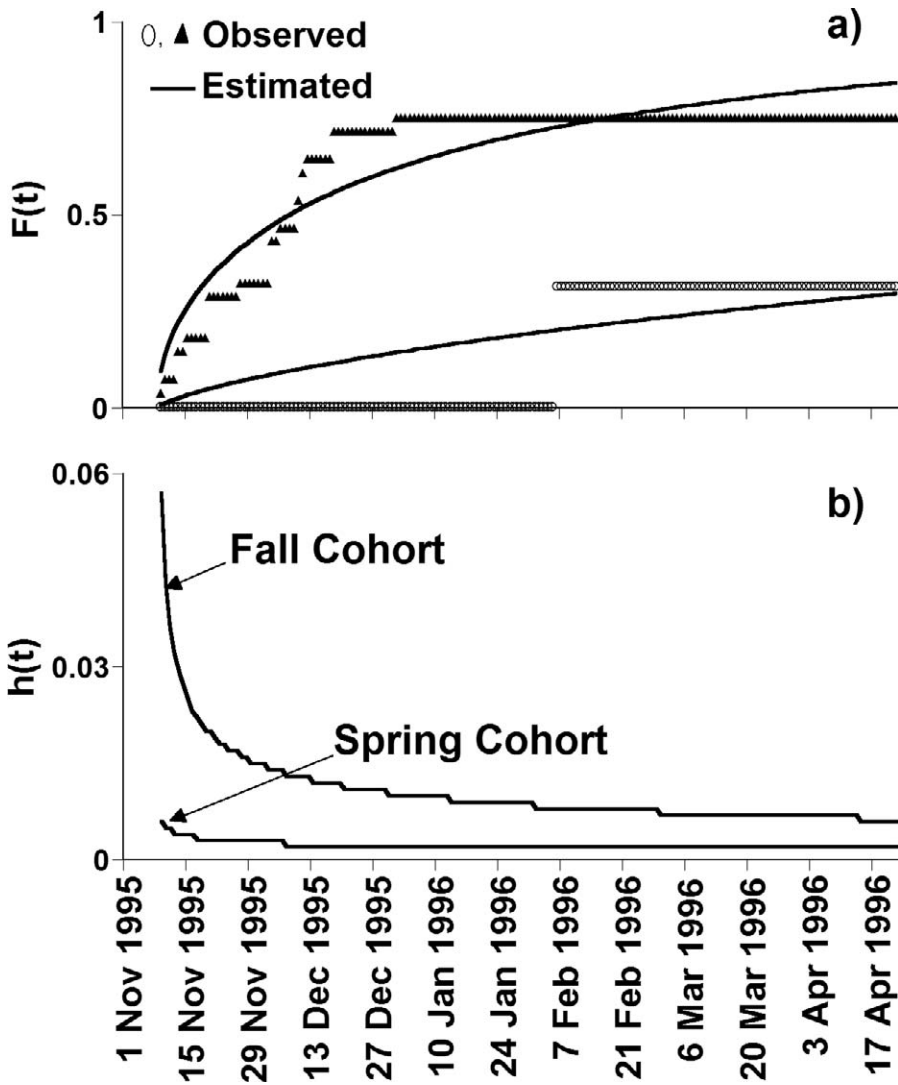 1
a)
0, ▲ Observed
Estimated
F(t)
0.5
0
0.06
b)
Fall Cohort
h(t)
0.03
Spring Cohort
0
1 Nov 1995
15 Nov 1995
29 Nov 1995
13 Dec 1995
27 Dec 1995
10 Jan 1996
24 Jan 1996
7 Feb 1996
21 Feb 1996
6 Mar 1996
20 Mar 1996
3 Apr 1996
17 Apr 1996